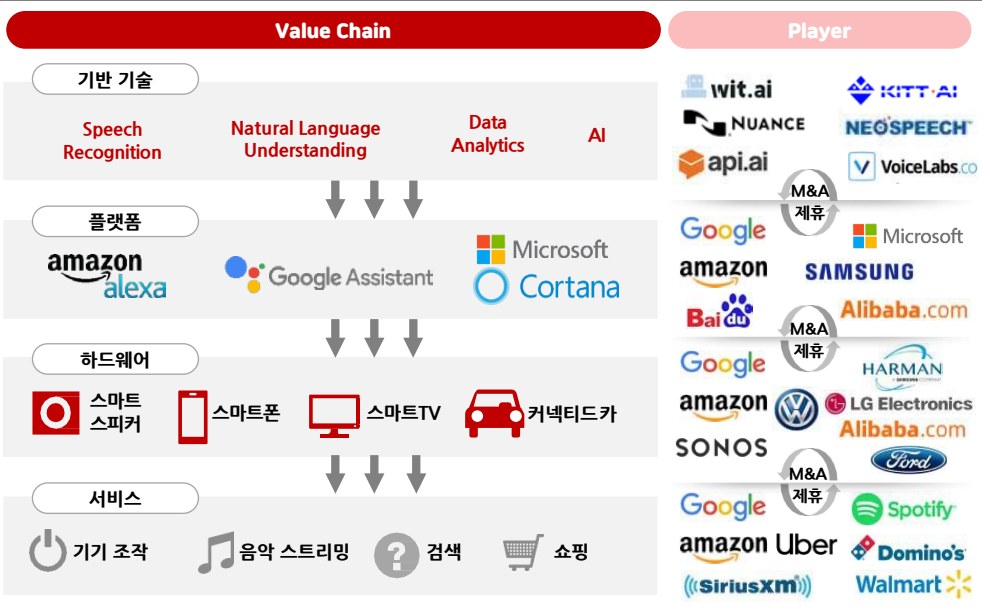 Value Chain
Player
기반 기술
Speech
Recognition
Natural Language
Understanding
Data
Analytics
AI
wit.ai
KITT·AI
NUANCE
NEOSPEECH
api.ai
VoiceLabs.co
M&A
제휴
플랫폼
amazon
alexa
Google Assistant
Microsoft
Cortana
Google
Microsoft
amazon
SAMSUNG
Bai du
Alibaba.com
M&A
제휴
하드웨어
스마트
스피커
스마트폰
스마트TV
커넥티드카
Google
HARMAN
A SAMSUNG COMPANY
amazon
LG Electronics
Alibaba.com
SONOS
Ford
M&A
제휴
서비스
기기 조작
음악 스트리밍
?
검색
쇼핑
Google
Spotify
amazon
Uber
Domino's
SiriusXM
Walmart